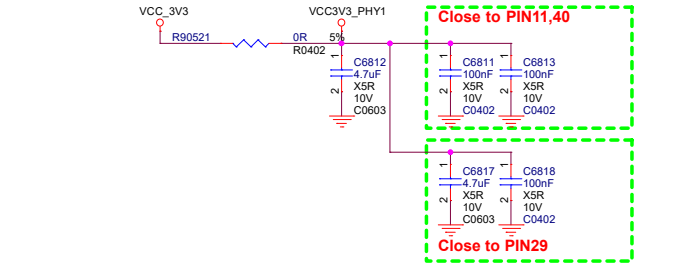 VCC_3V3
VCC3V3_PHY1
Close to PIN11,40
R90521
0R
5%
R0402
1
C6812
4.7uF
X5R
2
10V
C0603
1
C6811
100nF
X5R
2
10V
C0402
1
C6813
100nF
X5R
2
10V
C0402
1
C6817
4.7uF
X5R
2
10V
C0603
1
C6818
100nF
X5R
2
10V
C0402
Close to PIN29